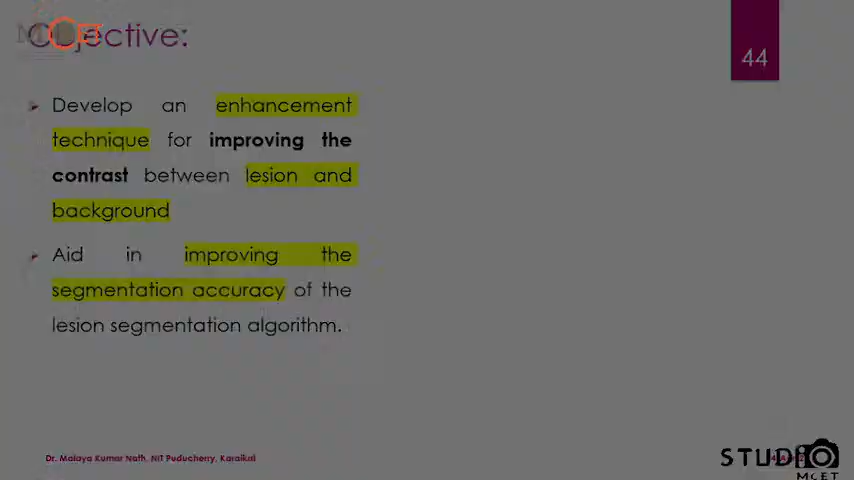 Objective:
44
Develop an enhancement
technique for improving the
contrast between lesion and
background
Aid in improving the
segmentation accuracy of the
lesion segmentation algorithm.
Dr. Malaya Kumar Nath, NIT Puducherry, Karaikal
STUDIO
MCET